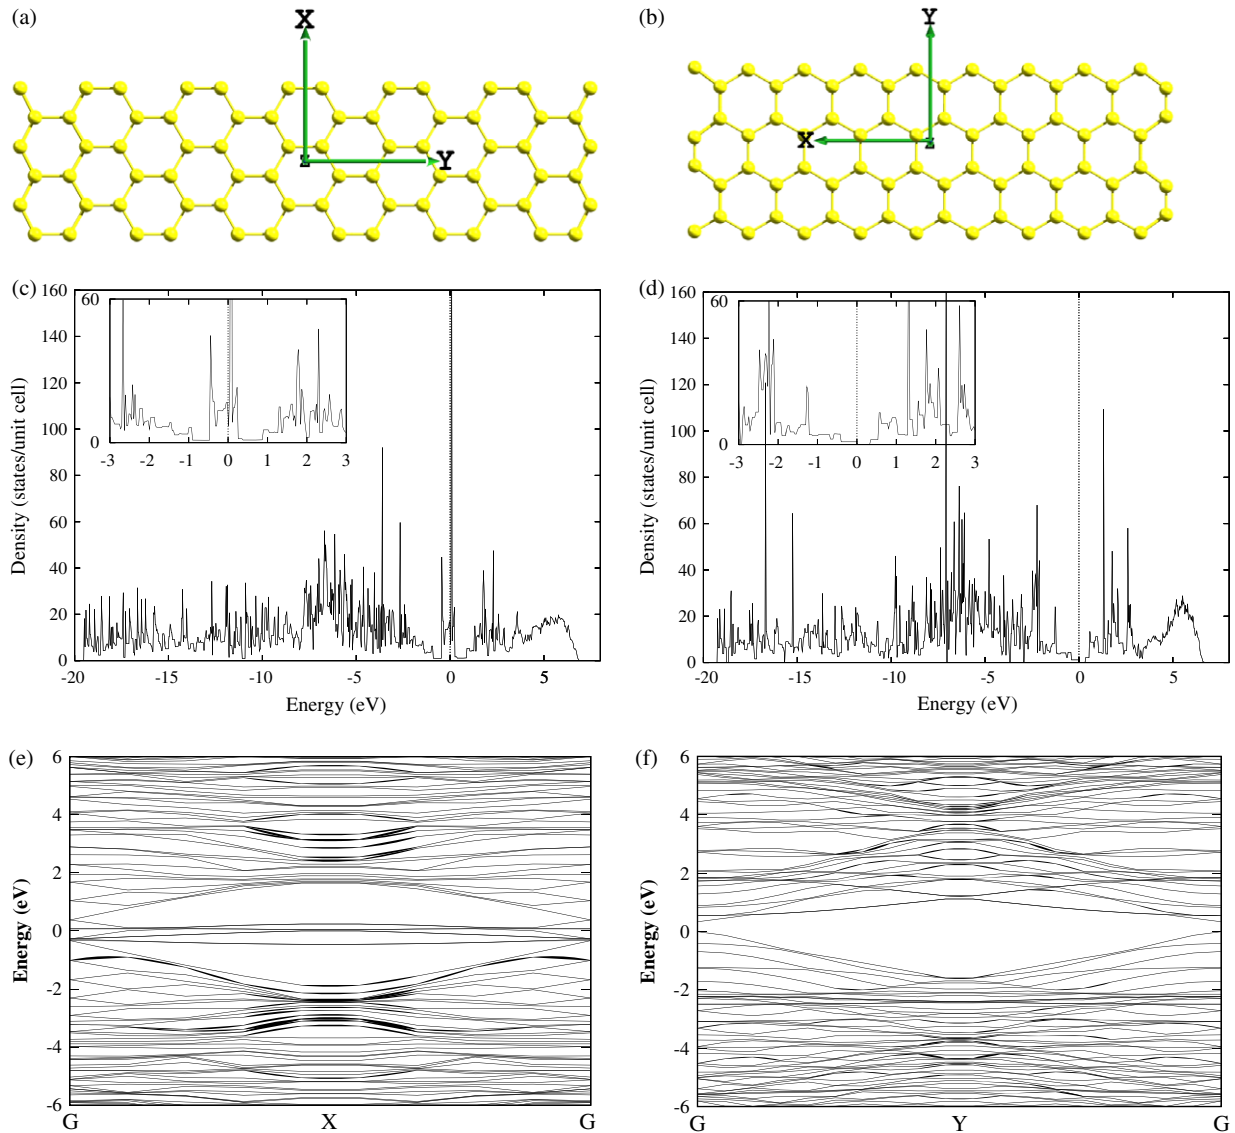 (a)
X
Z
Y
(b)
Y
X
Z
(c)
160
140
120
100
80
60
40
20
0
Density (states/unit cell)
60
0
-3 -2 -1 0 1 2 3
-20 -15 -10 -5 0 5
Energy (eV)
(d)
160
140
120
100
80
60
40
20
0
Density (states/unit cell)
60
0
-3 -2 -1 0 1 2 3
-20 -15 -10 -5 0 5
Energy (eV)
(e)
6
4
2
0
-2
-4
-6
Energy (eV)
G X G
(f)
6
4
2
0
-2
-4
-6
Energy (eV)
G Y G